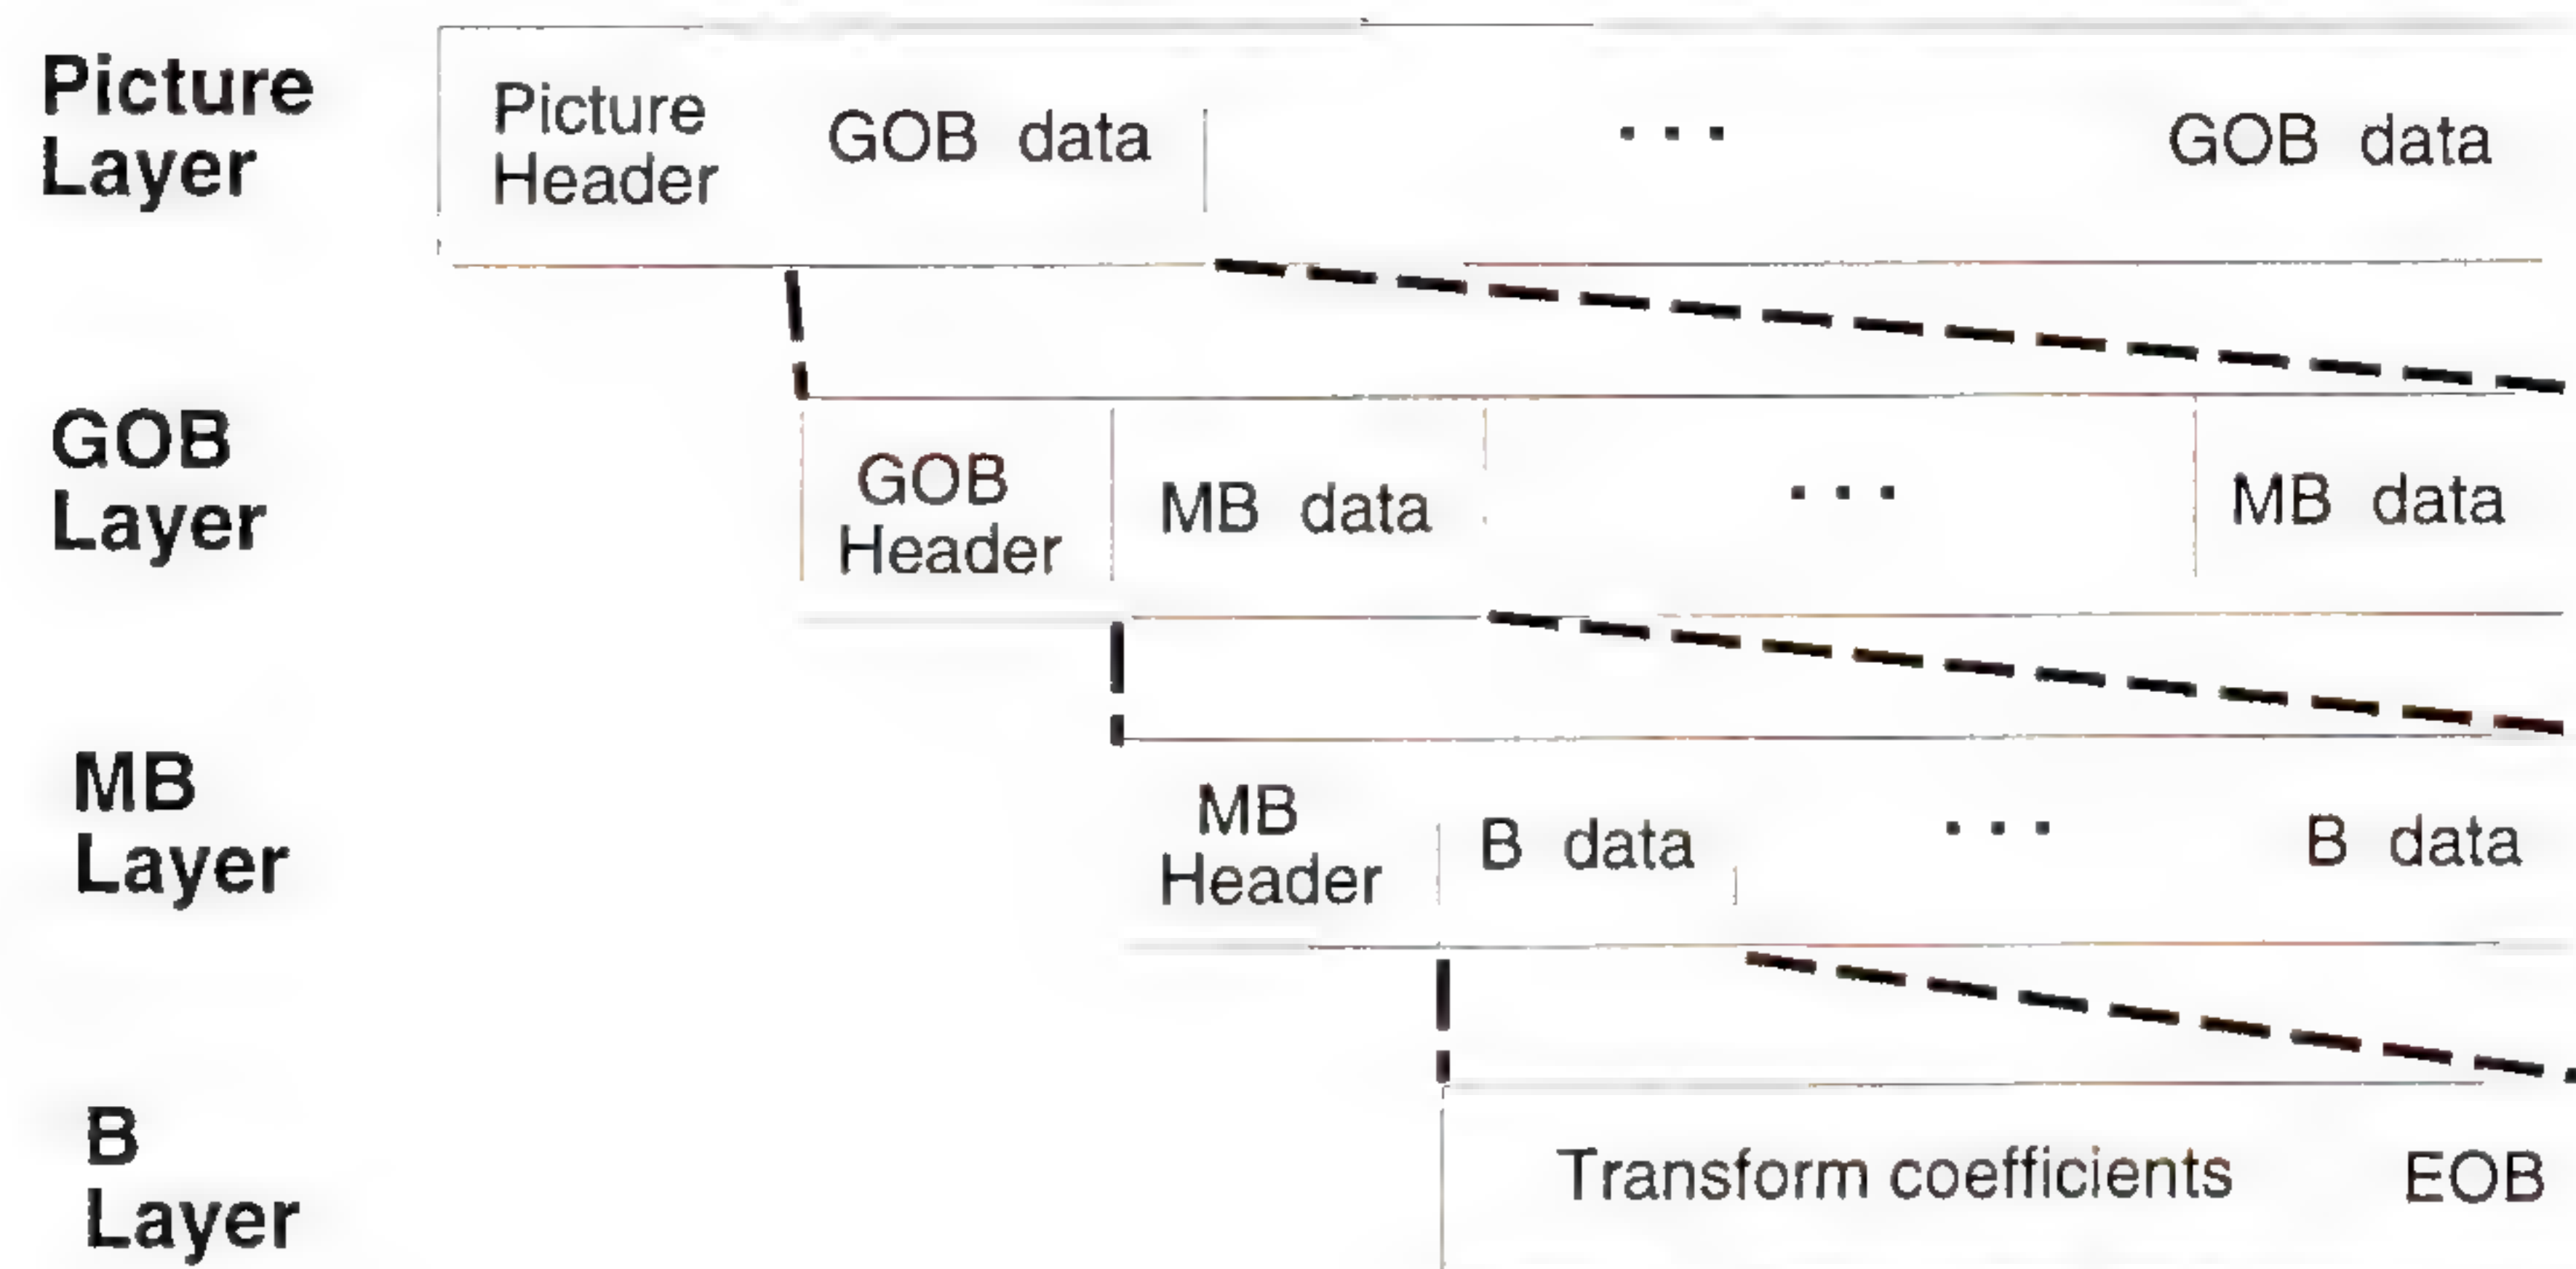 Picture
Layer
Picture
Header
GOB data
...
GOB data
GOB
Layer
GOB
Header
MB data
...
MB data
MB
Layer
MB
Header
B data
...
B data
B
Layer
Transform coefficients
EOB